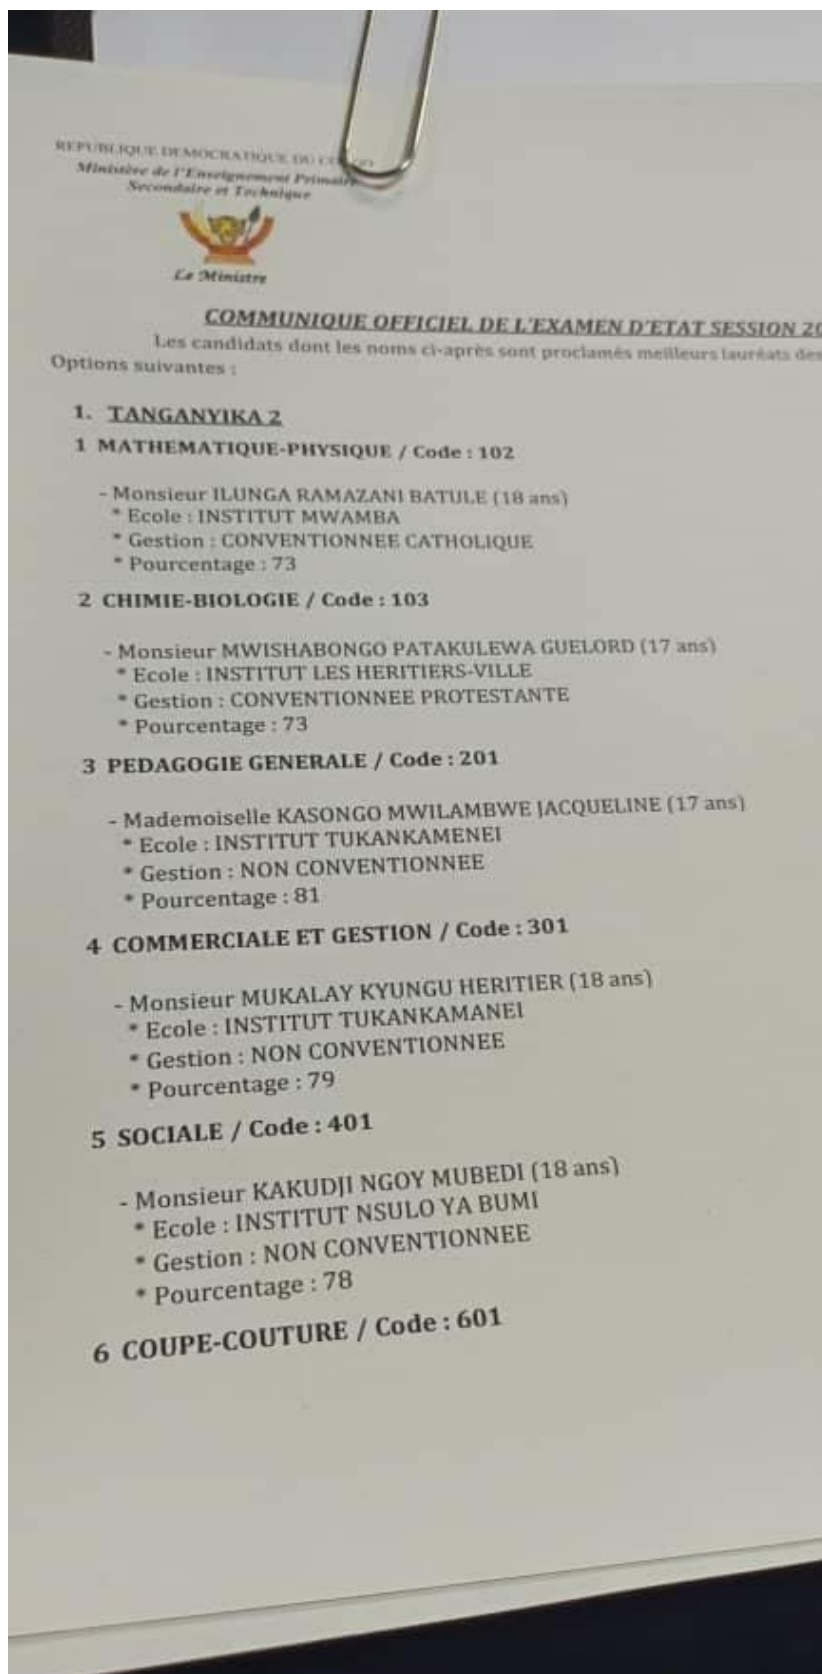 REPUBLIQUE DEMOCRATIQUE DU
Ministère de l'Enseignement Primaire
Secondaire et Technique
Le Ministre
COMMUNIQUE OFFICIEL DE L'EXAMEN D'ETAT SESSION 20
Les candidats dont les noms ci-après sont proclamés meilleurs lauréats des
Options suivantes :
1. TANGANYIKA 2
1 MATHEMATIQUE-PHYSIQUE / Code : 102
- Monsieur ILUNGA RAMAZANI BATULE (18 ans)
* Ecole : INSTITUT MWAMBA
* Gestion : CONVENTIONNEE CATHOLIQUE
* Pourcentage : 73
2 CHIMIE-BIOLOGIE / Code : 103
- Monsieur MWISHABONGO PATAKULEWA GUELORD (17 ans)
* Ecole : INSTITUT LES HERITIERS-VILLE
* Gestion : CONVENTIONNEE PROTESTANTE
* Pourcentage : 73
3 PEDAGOGIE GENERALE / Code : 201
- Mademoiselle KASONGO MWILAMBWE JACQUELINE (17 ans)
* Ecole : INSTITUT TUKANKAMENEI
* Gestion : NON CONVENTIONNEE
* Pourcentage : 81
4 COMMERCIALE ET GESTION / Code : 301
- Monsieur MUKALAY KYUNGU HERITIER (18 ans)
* Ecole : INSTITUT TUKANKAMANEI
* Gestion : NON CONVENTIONNEE
* Pourcentage : 79
5 SOCIALE / Code : 401
- Monsieur KAKUDJI NGOY MUBEDI (18 ans)
* Ecole : INSTITUT NSULO YA BUMI
* Gestion : NON CONVENTIONNEE
* Pourcentage : 78
6 COUPE-COUTURE / Code : 601